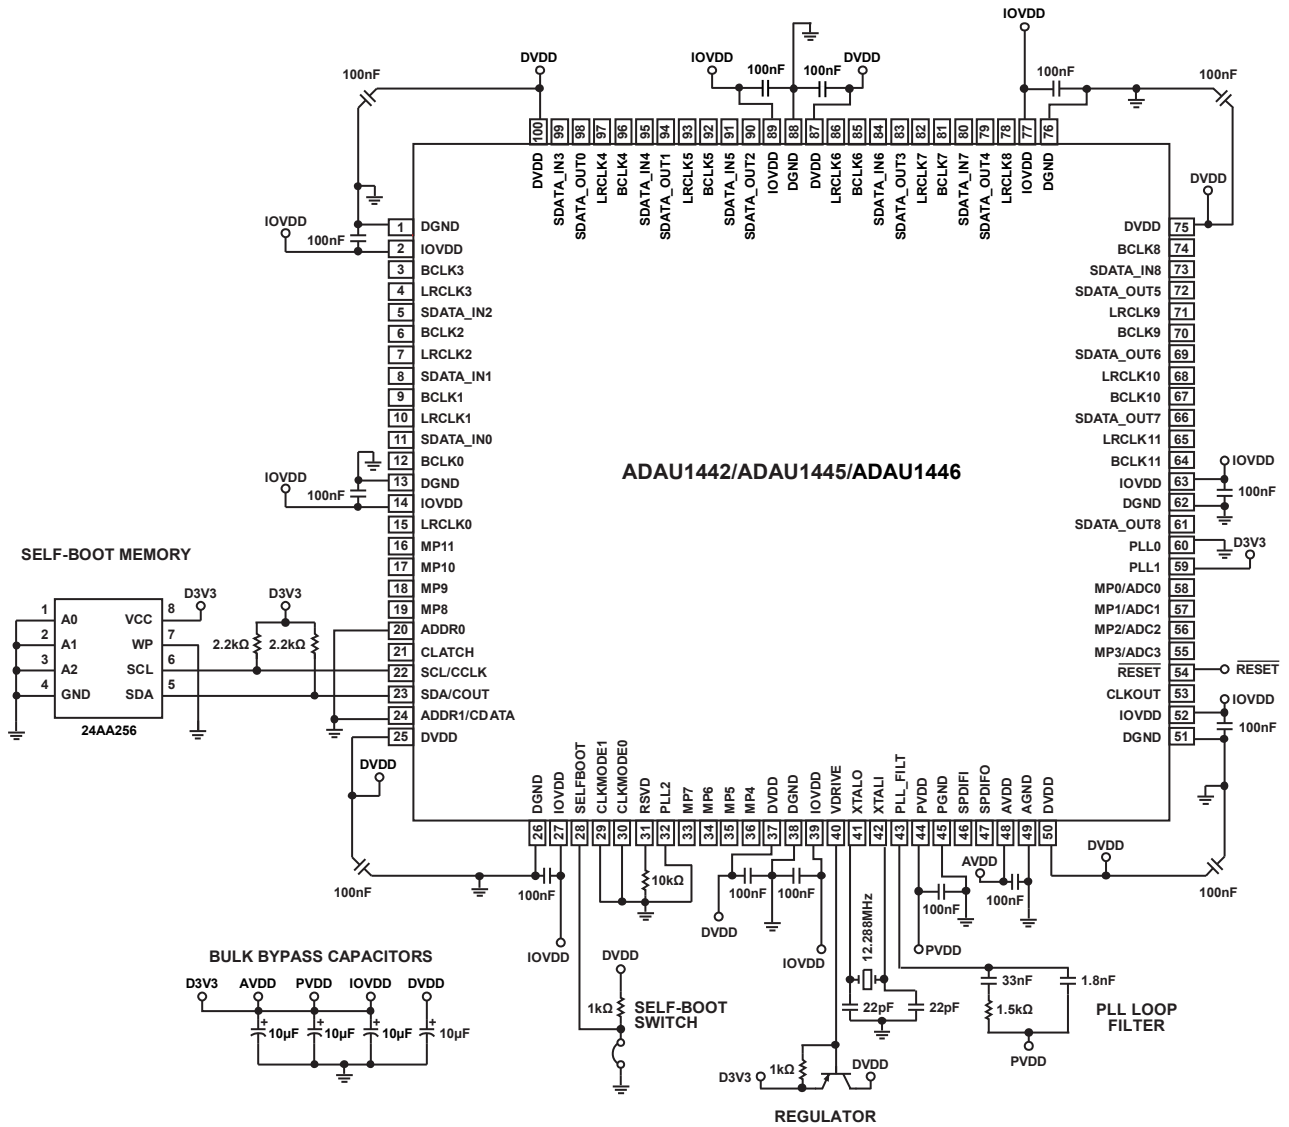 IOVDD
DVDD
IOVDD
DVDD
100nF
100nF
100nF
100nF
100nF
100 99 98 97 96 95 94 93 92 91 90 89 88 87 86 85 84 83 82 81 80 79 78 77 76
DVDD
SDATA_IN3
SDATA_OUT0
LRCLK4
BCLK4
SDATA_IN4
SDATA_OUT1
LRCLK5
BCLK5
SDATA_IN5
SDATA_OUT2
IOVDD
DGND
DVDD
LRCLK6
BCLK6
SDATA_IN6
SDATA_OUT3
LRCLK7
BCLK7
SDATA_IN7
SDATA_OUT4
LRCLK8
IOVDD
DGND
IOVDD
100nF
1 DGND
2 IOVDD
3 BCLK3
4 LRCLK3
5 SDATA_IN2
6 BCLK2
7 LRCLK2
8 SDATA_IN1
9 BCLK1
10 LRCLK1
11 SDATA_IN0
12 BCLK0
13 DGND
14 IOVDD
15 LRCLK0
16 MP11
17 MP10
18 MP9
19 MP8
20 ADDR0
21 CLATCH
22 SCL/CCLK
23 SDA/COUT
24 ADDR1/CDATA
25 DVDD
IOVDD
100nF
ADAU1442/ADAU1445/ADAU1446
DVDD
DVDD 75
BCLK8 74
SDATA_IN8 73
SDATA_OUT5 72
LRCLK9 71
BCLK9 70
SDATA_OUT6 69
LRCLK10 68
BCLK10 67
SDATA_OUT7 66
LRCLK11 65
BCLK11 64
IOVDD 63
DGND 62
SDATA_OUT8 61
PLL0 60
PLL1 59
MP0/ADC0 58
MP1/ADC1 57
MP2/ADC2 56
MP3/ADC3 55
RESET 54
CLKOUT 53
IOVDD 52
DGND 51
IOVDD
100nF
D3V3
RESET
IOVDD
100nF
SELF-BOOT MEMORY
D3V3
D3V3
1 A0 VCC 8
2 A1 WP 7
3 A2 SCL 6
4 GND SDA 5
24AA256
2.2kΩ 2.2kΩ
DVDD
100nF
DGND
IOVDD
SELFBOOT
CLKMODE1
CLKMODE0
RSVD
PLL2
MP7
MP6
MP5
MP4
DVDD
DGND
IOVDD
VDRIVE
XTALO
XTALI
PLL_FILT
PVDD
PGND
SPDIFI
SPDIFO
AVDD
AGND
DVDD
26 27 28 29 30 31 32 33 34 35 36 37 38 39 40 41 42 43 44 45 46 47 48 49 50
100nF
IOVDD
10kΩ
100nF
100nF
DVDD
IOVDD
12.288MHz
22pF
22pF
100nF
PVDD
AVDD
100nF
DVDD
100nF
33nF
1.8nF
1.5kΩ
PVDD
PLL LOOP
FILTER
BULK BYPASS CAPACITORS
D3V3 AVDD PVDD IOVDD DVDD
+ + + +
10µF 10µF 10µF 10µF
DVDD
1kΩ
SELF-BOOT
SWITCH
D3V3
1kΩ
DVDD
REGULATOR